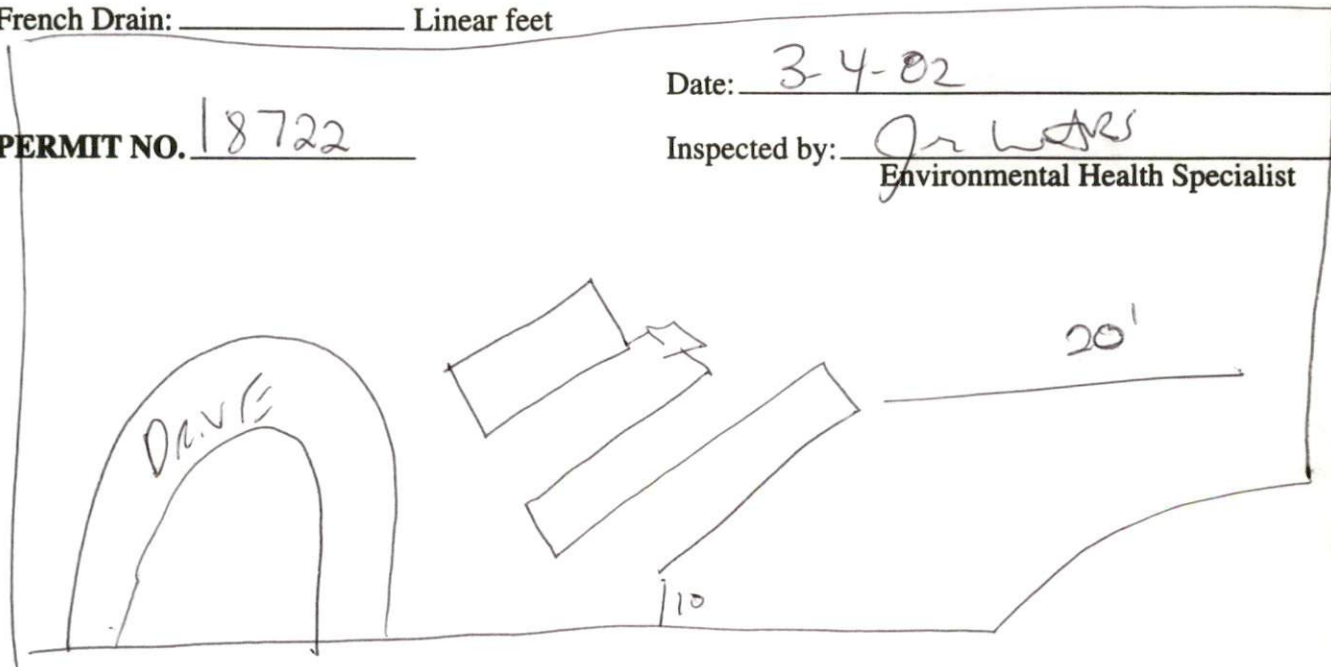 French Drain: ____________ Linear feet
Date: 3-4-02
PERMIT NO. 18722
Inspected by:
Environmental Health Specialist
20'
DRIVE
10